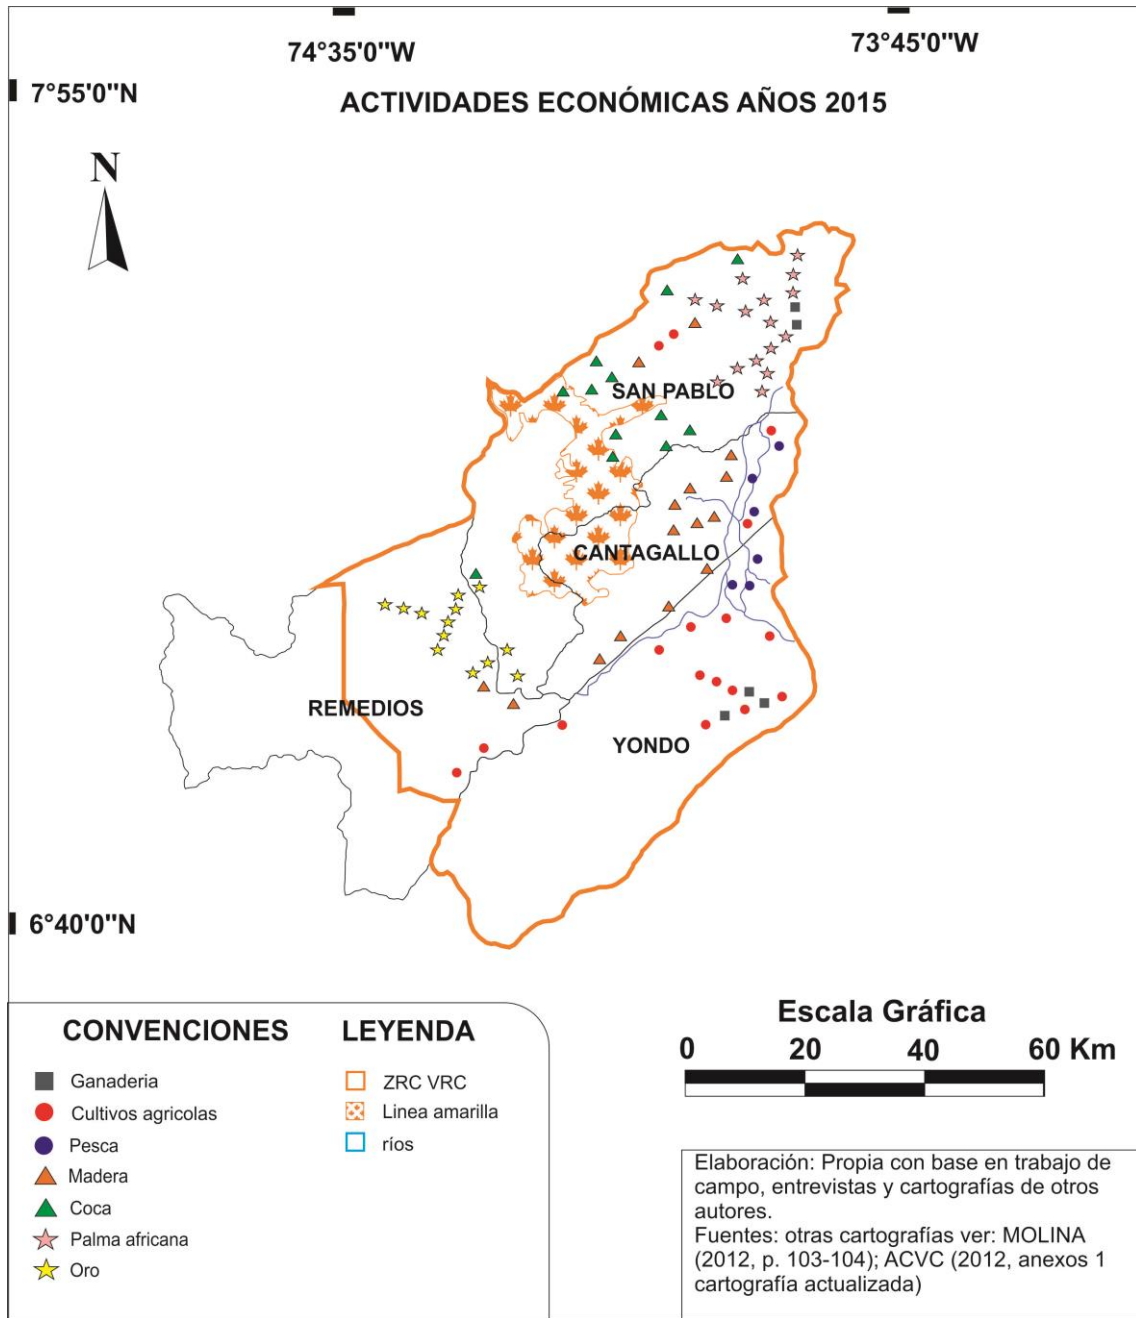 74°35'0"W
73°45'0"W
7°55'0"N
ACTIVIDADES ECONÓMICAS AÑOS 2015
N
SAN PABLO
CANTAGALLO
REMEDIOS
YONDO
6°40'0"N
CONVENCIONES
Ganaderia
Cultivos agricolas
Pesca
Madera
Coca
Palma africana
Oro
LEYENDA
ZRC VRC
Linea amarilla
ríos
Escala Gráfica
0 20 40 60 Km
Elaboración: Propia con base en trabajo de
campo, entrevistas y cartografías de otros
autores.
Fuentes: otras cartografías ver: MOLINA
(2012, p. 103-104); ACVC (2012, anexos 1
cartografía actualizada)